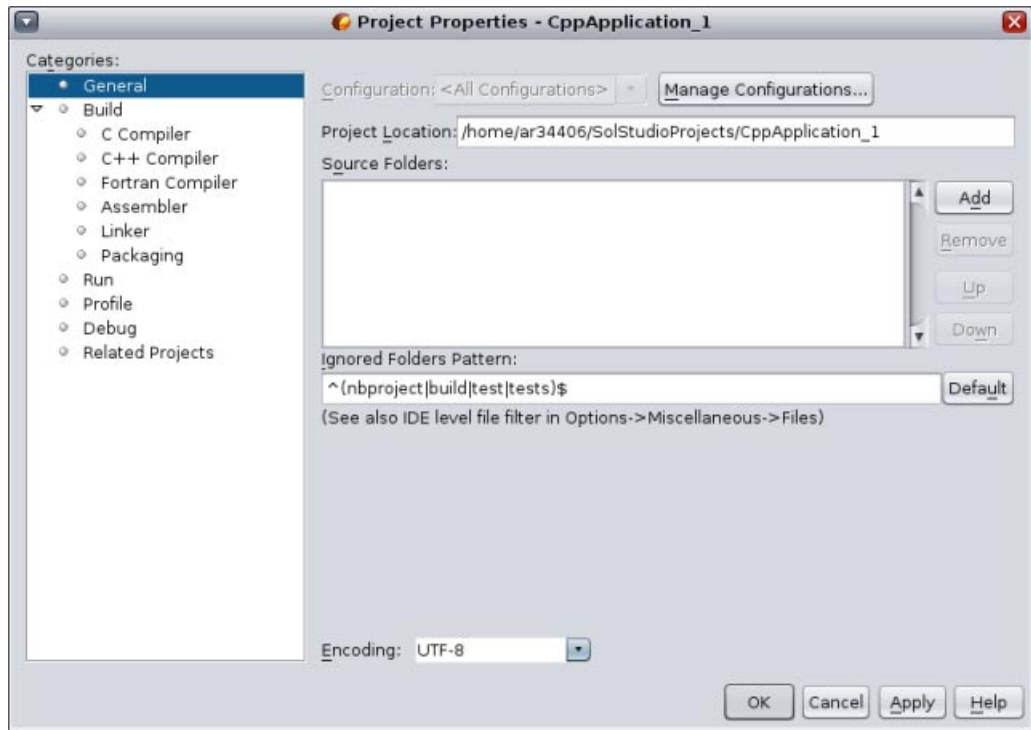 Project Properties - CppApplication_1
Categories:
General
Build
C Compiler
C++ Compiler
Fortran Compiler
Assembler
Linker
Packaging
Run
Profile
Debug
Related Projects
Configuration: <All Configurations> Manage Configurations...
Project Location: /home/ar34406/SolStudioProjects/CppApplication_1
Source Folders:
Add
Remove
Up
Down
Ignored Folders Pattern:
^(nbproject|build|test|tests)$ Default
(See also IDE level file filter in Options->Miscellaneous->Files)
Encoding: UTF-8
OK Cancel Apply Help